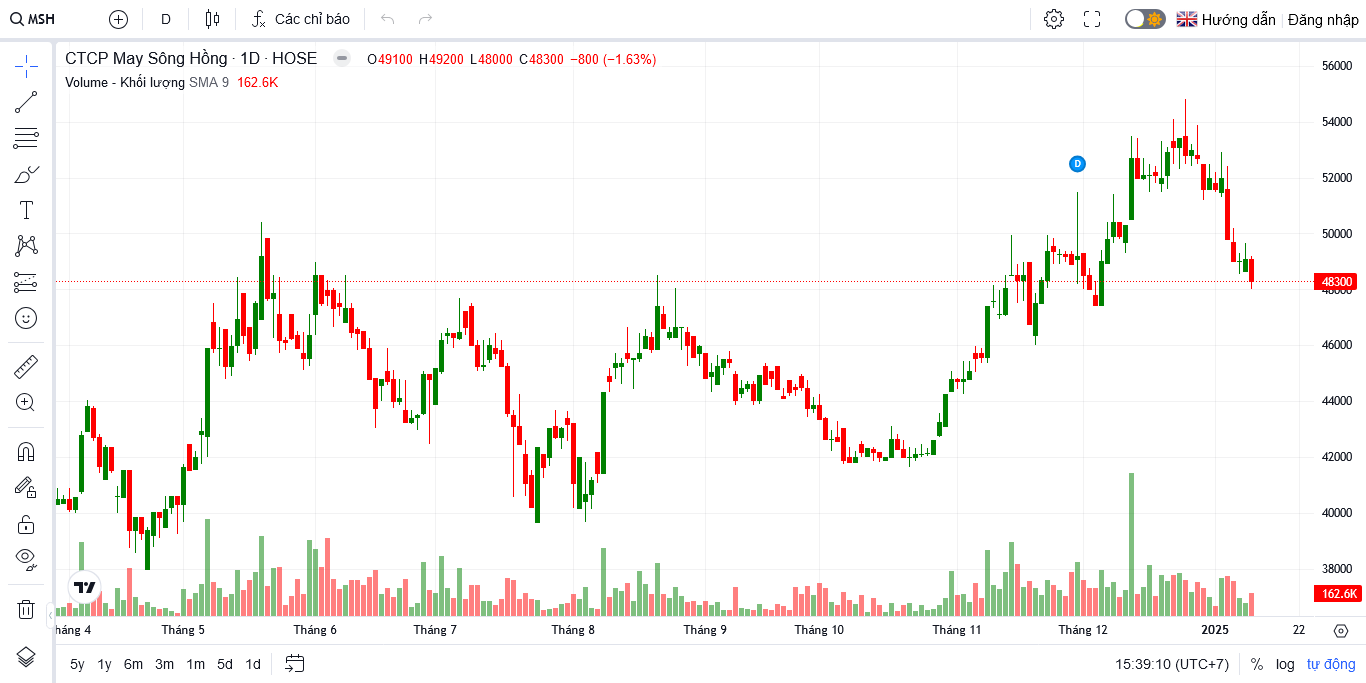 MSH D Các chỉ báo Hướng dẫn Đăng nhập
CTCP May Sông Hồng · 1D · HOSE O49100 H49200 L48000 C48300 −800 (−1.63%)
Volume - Khối lượng SMA 9 162.6K
56000
54000
D
52000
50000
48300
48000
46000
44000
42000
40000
38000
162.6K
háng 4 Tháng 5 Tháng 6 Tháng 7 Tháng 8 Tháng 9 Tháng 10 Tháng 11 Tháng 12 2025 22
5y 1y 6m 3m 1m 5d 1d 15:39:10 (UTC+7) % log tự động